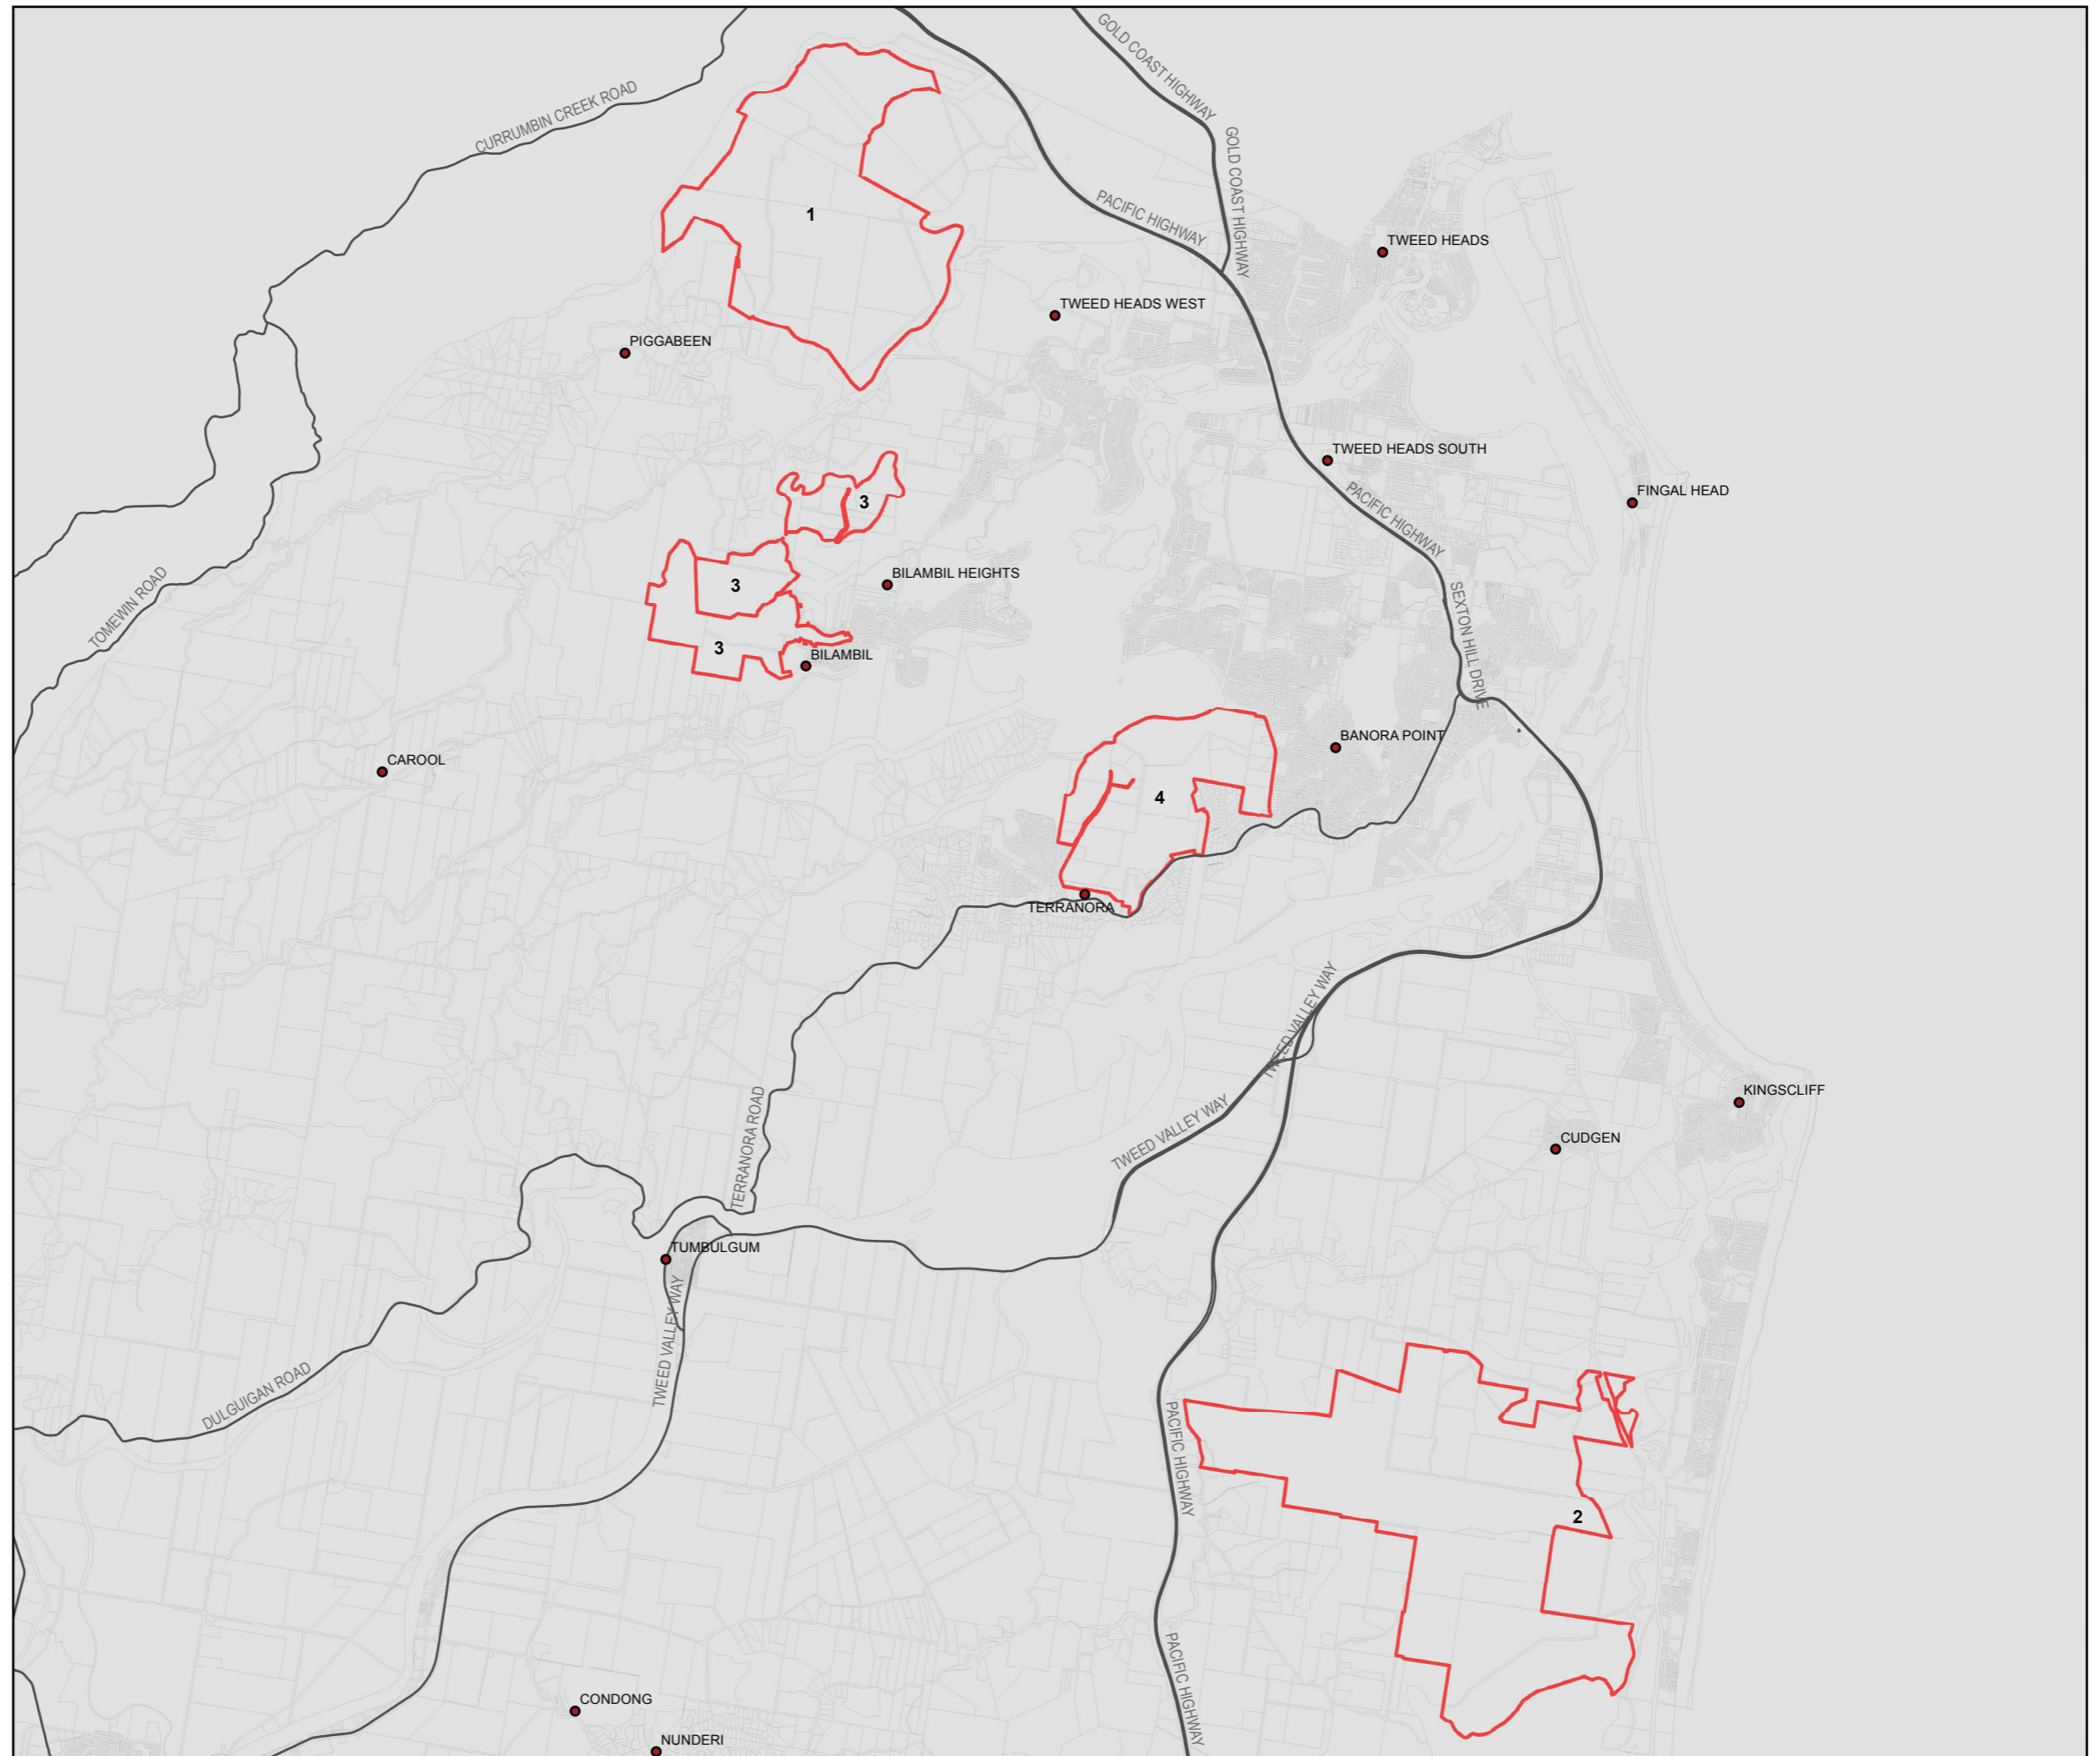 GOLD COAST HIGHWAY
CURRUMBIN CREEK ROAD
GOLD COAST HIGHWAY
1
PACIFIC HIGHWAY
TWEED HEADS
TWEED HEADS WEST
PIGGABEEN
TWEED HEADS SOUTH
FINGAL HEAD
3
PACIFIC HIGHWAY
BILAMBIL HEIGHTS
3
TOMEWIN ROAD
SEXTON HILL DRIVE
3
BILAMBIL
BANORA POINT
CAROOL
4
TERRANORA
TWEED VALLEY WAY
KINGSCLIFF
TWEED VALLEY WAY
CUDGEN
TERRANORA ROAD
TUMBULGUM
TWEED VALLEY WAY
DULGUIGAN ROAD
PACIFIC HIGHWAY
2
PACIFIC HIGHWAY
CONDONG
NUNDERI